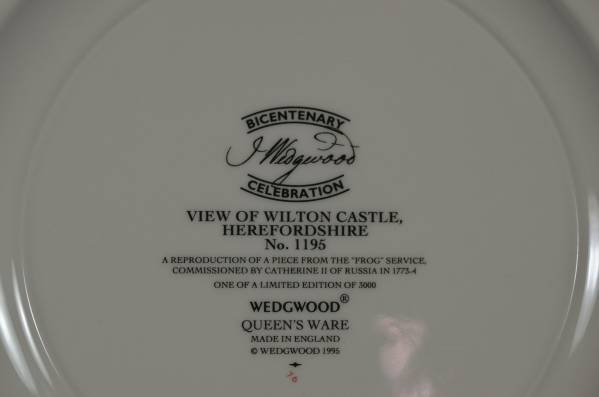 BICENTENARY
J Wedgwood
CELEBRATION
VIEW OF WILTON CASTLE,
HEREFORDSHIRE
No. 1195
A REPRODUCTION OF A PIECE FROM THE "FROG" SERVICE,
COMMISSIONED BY CATHERINE II OF RUSSIA IN 1773-4
ONE OF A LIMITED EDITION OF 3000
WEDGWOOD®
QUEEN'S WARE
MADE IN ENGLAND
© WEDGWOOD 1995